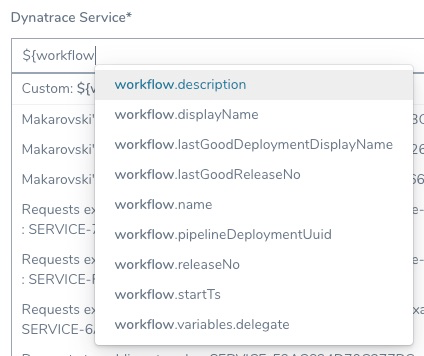 Dynatrace Service*
${workflow
Custom: ${w
workflow.description
workflow.displayName
Makarovski'
workflow.lastGoodDeploymentDisplayName
Makarovski'
workflow.lastGoodReleaseNo
Makarovski'
workflow.name
Requests ex
: SERVICE-7
workflow.pipelineDeploymentUuid
Requests ex
workflow.releaseNo
: SERVICE-F
workflow.startTs
Requests ex
SERVICE-6
workflow.variables.delegate